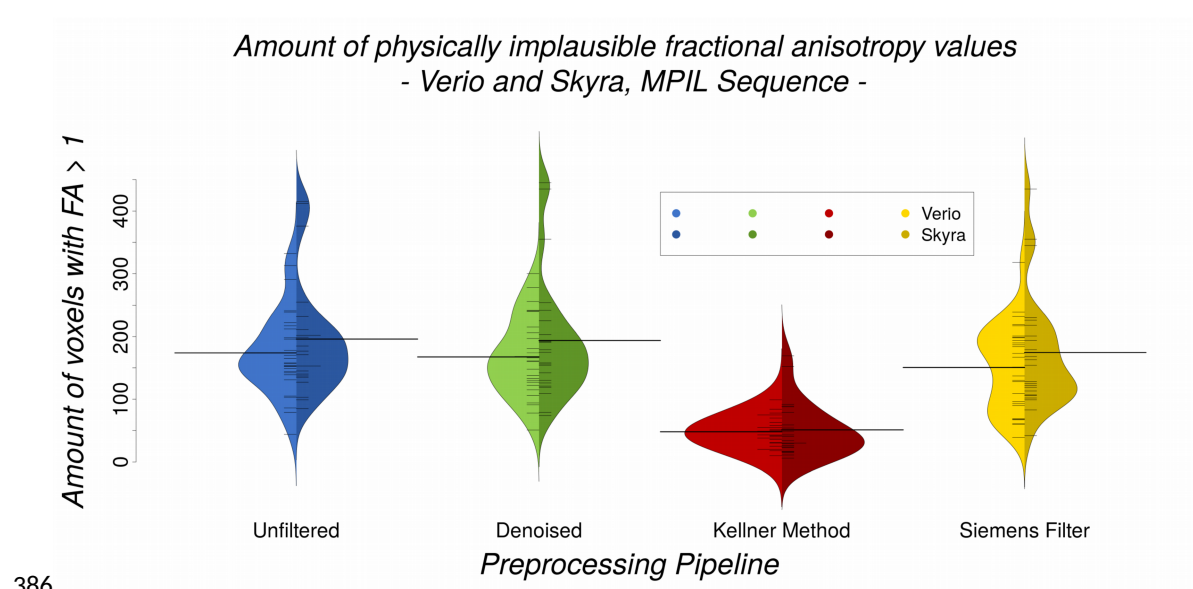 Amount of physically implausible fractional anisotropy values
- Verio and Skyra, MPIL Sequence -
Amount of voxels with FA > 1
400
300
200
100
0
Verio
Skyra
Unfiltered
Denoised
Kellner Method
Siemens Filter
Preprocessing Pipeline
386